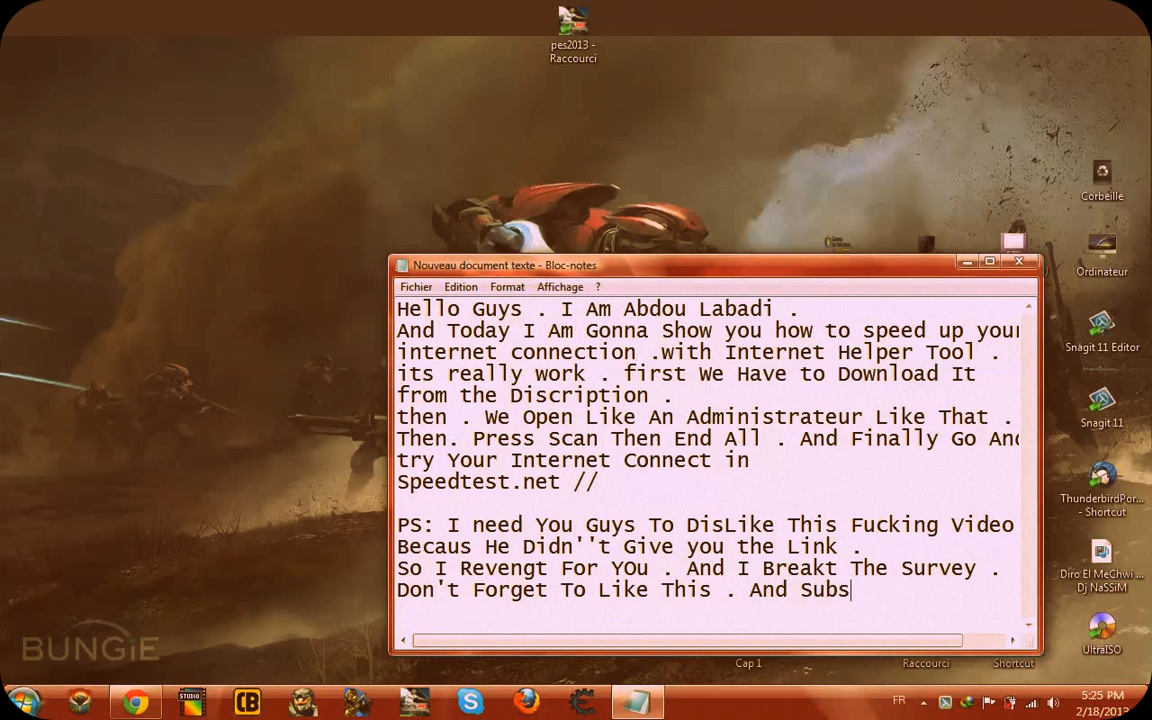 pes2013 -
Raccourci
Corbeille
Ordinateur
Snagit 11 Editor
Snagit 11
ThunderbirdPor...
- Shortcut
Diro El MeGhwi ...
Dj NaSSiM
UltraISO
Nouveau document texte - Bloc-notes
Fichier Edition Format Affichage ?
Hello Guys . I Am Abdou Labadi .
And Today I Am Gonna Show you how to speed up your
internet connection .with Internet Helper Tool .
its really work . first We Have to Download It
from the Discription .
then . We Open Like An Administrateur Like That .
Then. Press Scan Then End All . And Finally Go And
try Your Internet Connect in
Speedtest.net //
PS: I need You Guys To DisLike This Fucking Video
Becaus He Didn''t Give you the Link .
So I Revengt For YOu . And I Breakt The Survey .
Don't Forget To Like This . And Subs
BUNGiE
Cap 1
Raccourci
Shortcut
STUDIO
CB
FR
5:25 PM
2/18/2013